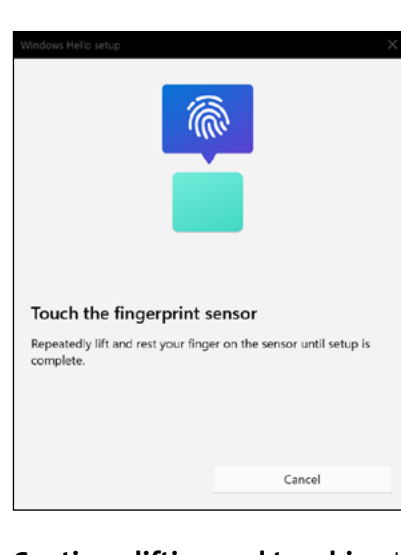 Windows Hello setup
Touch the fingerprint sensor
Repeatedly lift and rest your finger on the sensor until setup is
complete.
Cancel